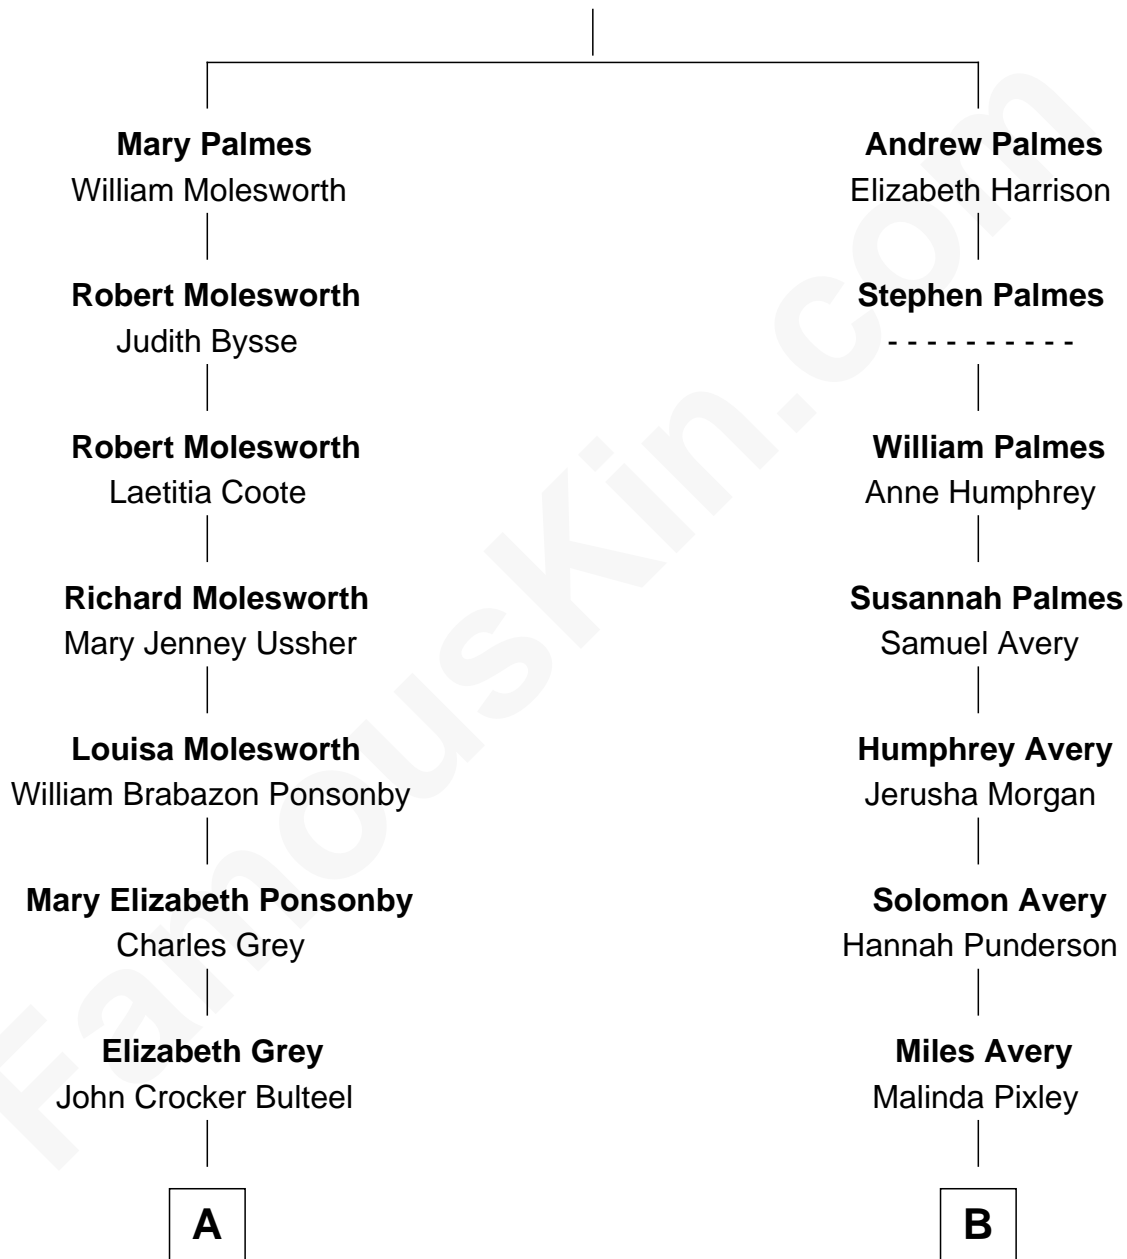 Mary Palmes
William Molesworth
Robert Molesworth
Judith Bysse
Robert Molesworth
Laetitia Coote
Richard Molesworth
Mary Jenney Ussher
Louisa Molesworth
William Brabazon Ponsonby
Mary Elizabeth Ponsonby
Charles Grey
Elizabeth Grey
John Crocker Bulteel
A
Andrew Palmes
Elizabeth Harrison
Stephen Palmes
- - - - - - - - - -
William Palmes
Anne Humphrey
Susannah Palmes
Samuel Avery
Humphrey Avery
Jerusha Morgan
Solomon Avery
Hannah Punderson
Miles Avery
Malinda Pixley
B
FamousKin.com